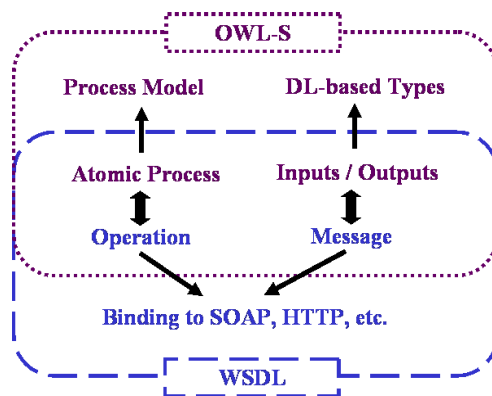 OWL-S
Process Model
DL-based Types
Atomic Process
Inputs / Outputs
Operation
Message
Binding to SOAP, HTTP, etc.
WSDL